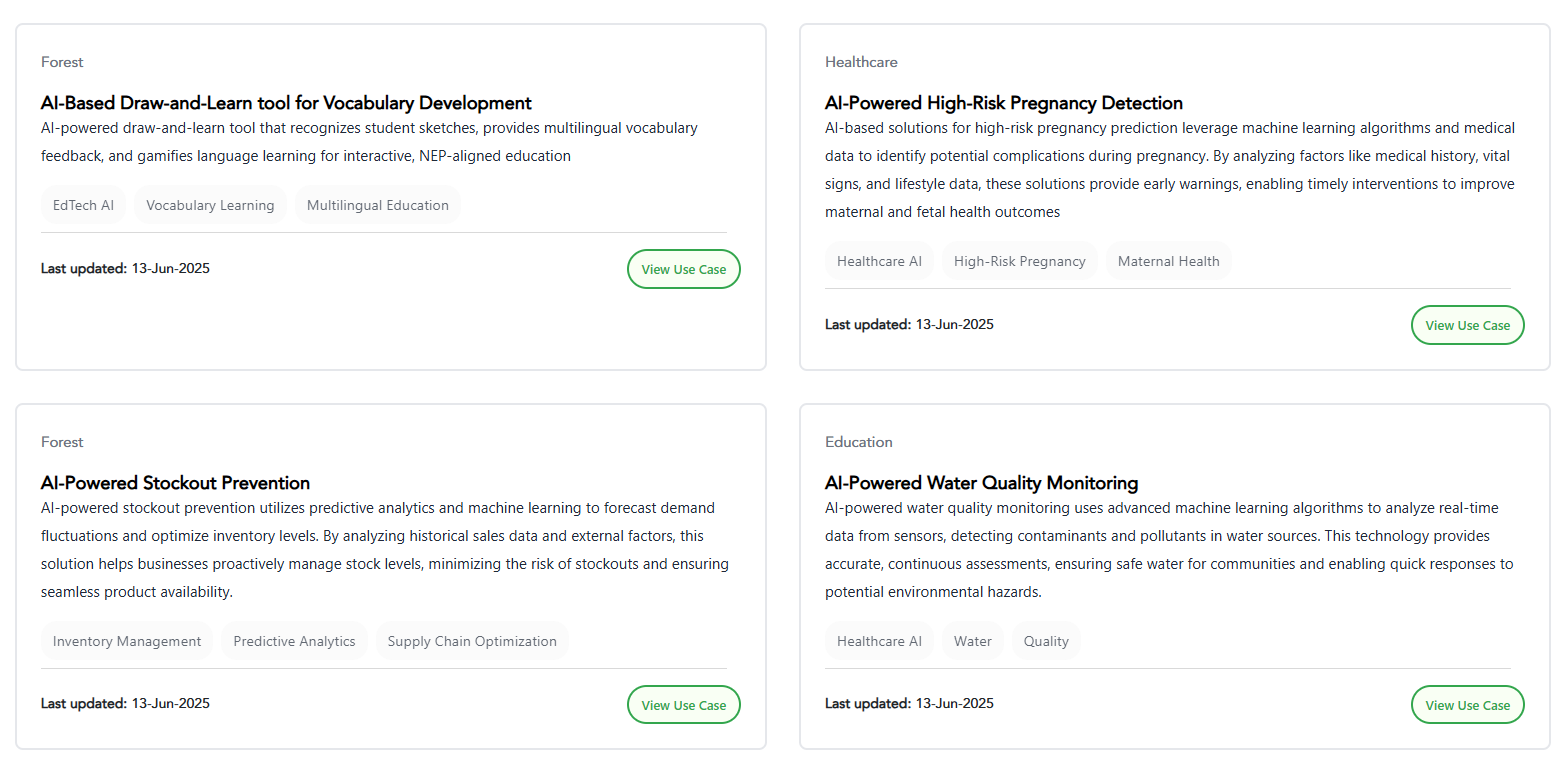 Forest
AI-Based Draw-and-Learn tool for Vocabulary Development
AI-powered draw-and-learn tool that recognizes student sketches, provides multilingual vocabulary
feedback, and gamifies language learning for interactive, NEP-aligned education
EdTech AI
Vocabulary Learning
Multilingual Education
Last updated: 13-Jun-2025
View Use Case
Healthcare
AI-Powered High-Risk Pregnancy Detection
AI-based solutions for high-risk pregnancy prediction leverage machine learning algorithms and medical
data to identify potential complications during pregnancy. By analyzing factors like medical history, vital
signs, and lifestyle data, these solutions provide early warnings, enabling timely interventions to improve
maternal and fetal health outcomes
Healthcare AI
High-Risk Pregnancy
Maternal Health
Last updated: 13-Jun-2025
View Use Case
Forest
AI-Powered Stockout Prevention
AI-powered stockout prevention utilizes predictive analytics and machine learning to forecast demand
fluctuations and optimize inventory levels. By analyzing historical sales data and external factors, this
solution helps businesses proactively manage stock levels, minimizing the risk of stockouts and ensuring
seamless product availability.
Inventory Management
Predictive Analytics
Supply Chain Optimization
Last updated: 13-Jun-2025
View Use Case
Education
AI-Powered Water Quality Monitoring
AI-powered water quality monitoring uses advanced machine learning algorithms to analyze real-time
data from sensors, detecting contaminants and pollutants in water sources. This technology provides
accurate, continuous assessments, ensuring safe water for communities and enabling quick responses to
potential environmental hazards.
Healthcare AI
Water
Quality
Last updated: 13-Jun-2025
View Use Case